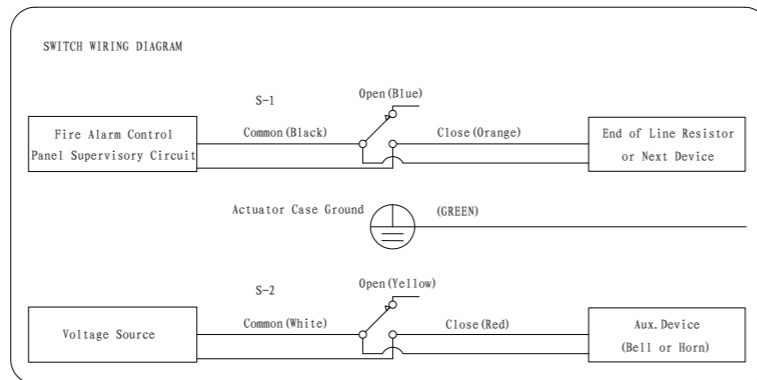 SWITCH WIRING DIAGRAM
S-1
Open(Blue)
Fire Alarm Control
Panel Supervisory Circuit
Common(Black)
Close(Orange)
End of Line Resistor
or Next Device
Actuator Case Ground
(GREEN)
S-2
Open(Yellow)
Voltage Source
Common(White)
Close(Red)
Aux.Device
(Bell or Horn)